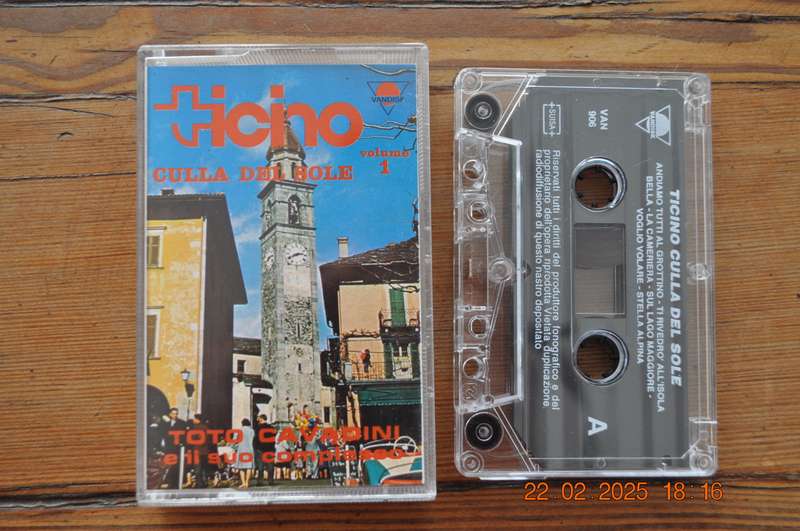 ticino
VANDISK
volume
1
CULLA DEL SOLE
TOTO CAVADINI
e il suo complesso
VANDISK
VAN
906
SUISA
TICINO CULLA DEL SOLE
ANDIAMO TUTTI AL GROTTINO - TI RIVEDRO' ALL'ISOLA
BELLA - LA CAMERIERA - SUL LAGO MAGGIORE -
VOGLIO VOLARE - STELLA ALPINA
Riservati tutti i diritti del produttore fonografico e del
proprietario dell'opera riprodotta Vietata duplicazione
radiodiffusione di questo nastro depositato
A
22.02.2025 18:16